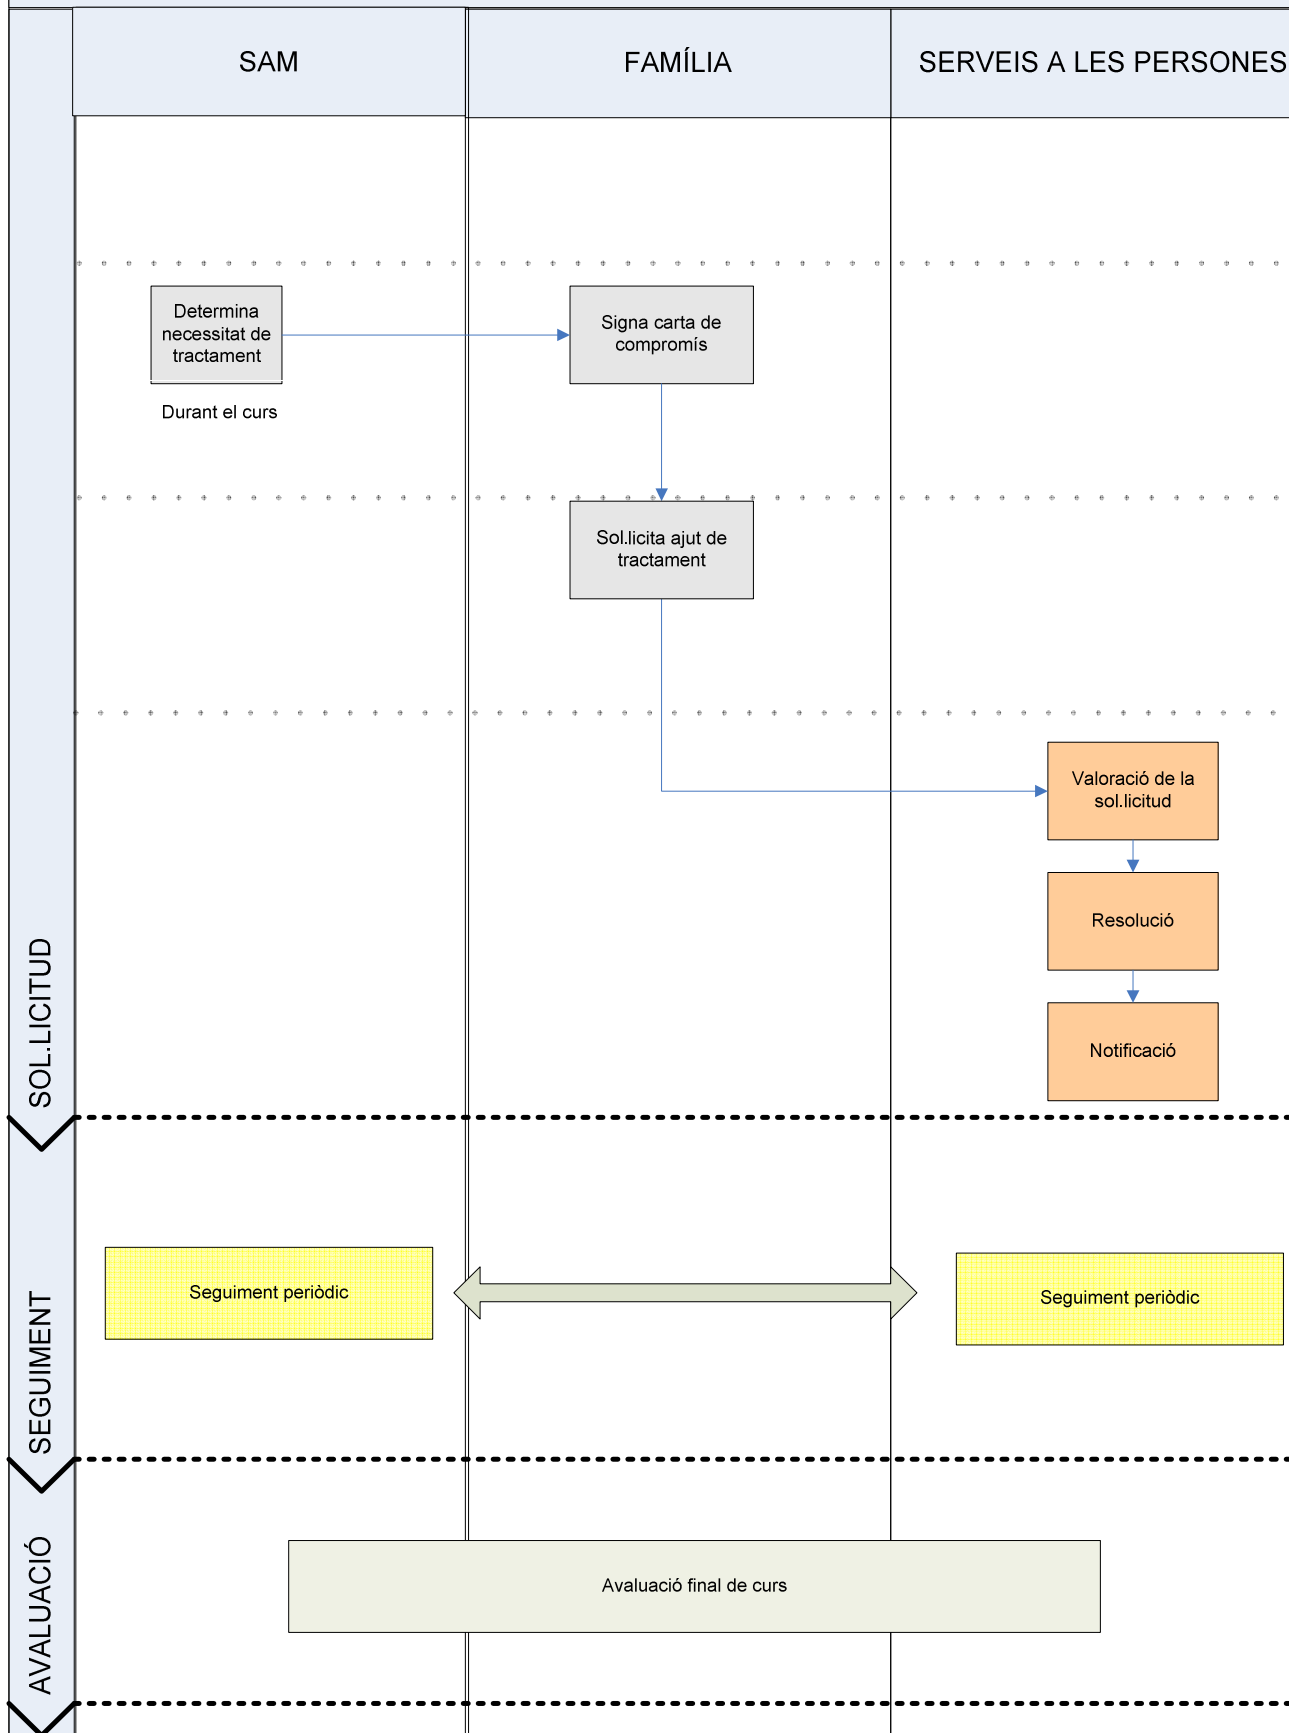 SAM
FAMÍLIA
SERVEIS A LES PERSONES
Determina
necessitat de
tractament
Signa carta de
compromís
Durant el curs
Sol.licita ajut de
tractament
Valoració de la
sol.licitud
Resolució
Notificació
SOL.LICITUD
Seguiment periòdic
Seguiment periòdic
SEGUIMENT
Avaluació final de curs
AVALUACIÓ